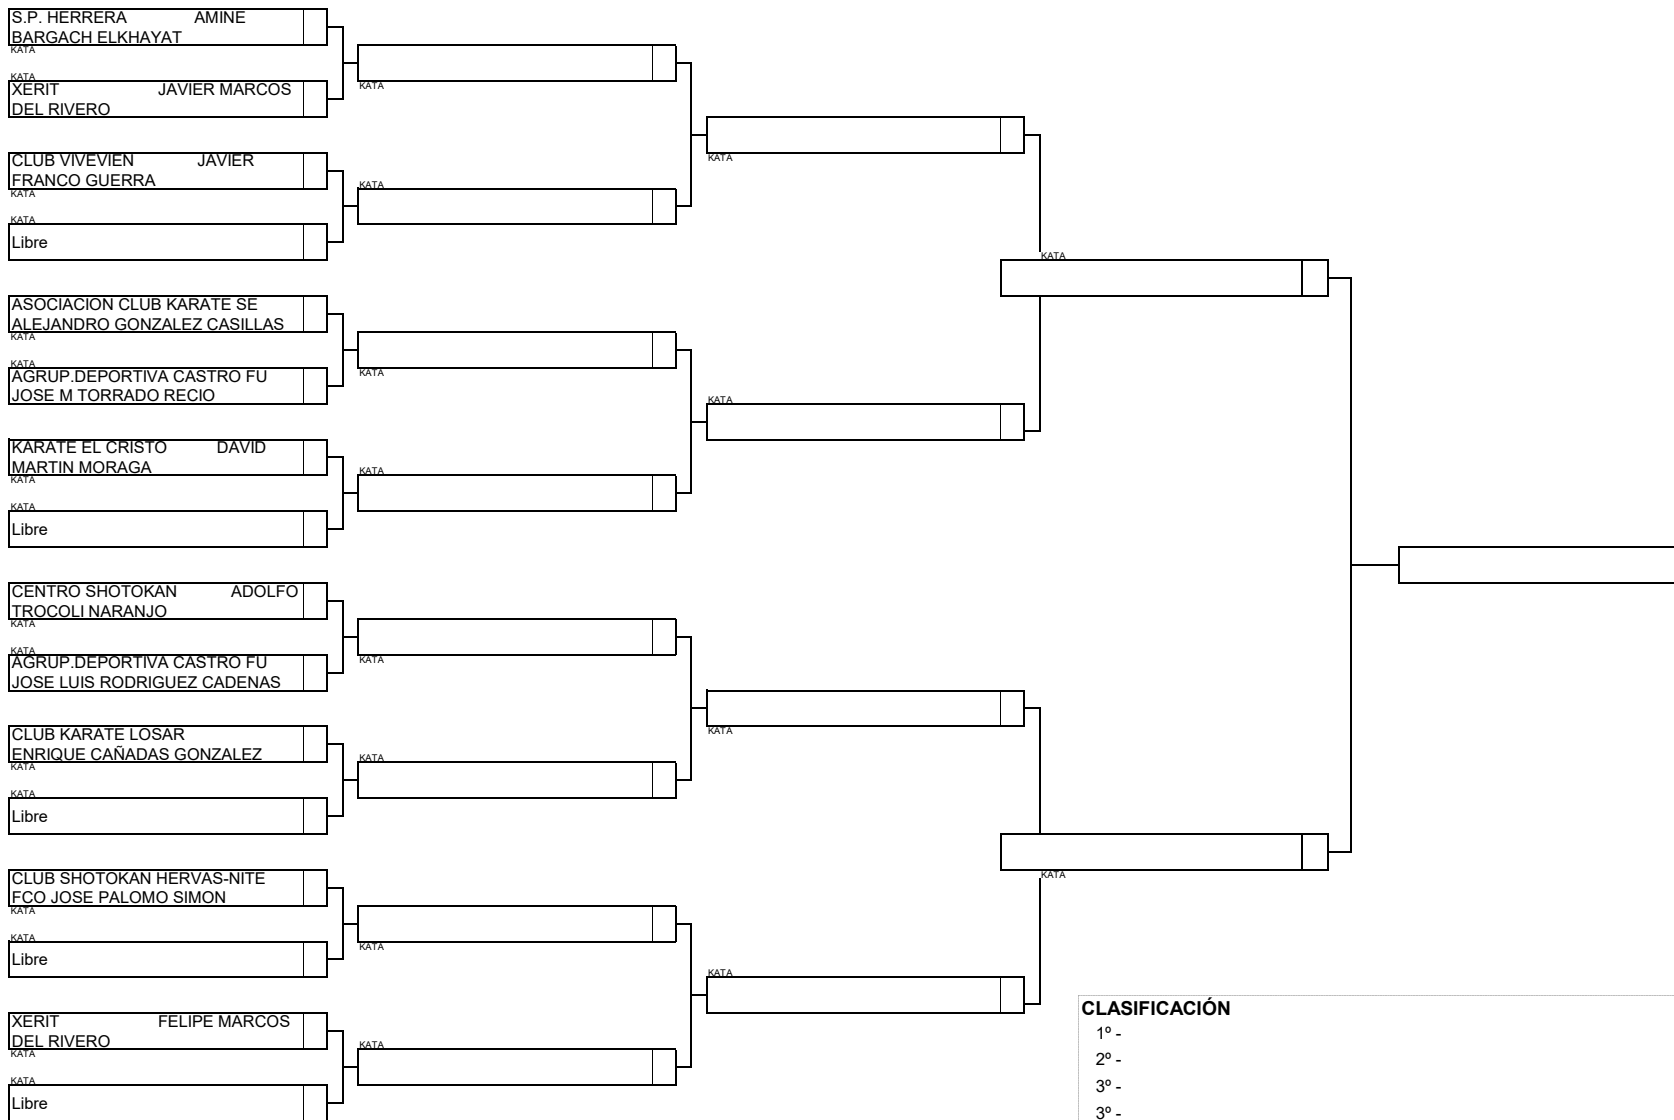 S.P. HERRERA AMINE
BARGACH ELKHAYAT
KATA
KATA
XERIT JAVIER MARCOS
DEL RIVERO
KATA
KATA
CLUB VIVEVIEN JAVIER
FRANCO GUERRA
KATA
KATA
KATA
Libre
KATA
ASOCIACION CLUB KARATE SE
ALEJANDRO GONZALEZ CASILLAS
KATA
KATA
AGRUP.DEPORTIVA CASTRO FU
JOSE M TORRADO RECIO
KATA
KATA
KARATE EL CRISTO DAVID
MARTIN MORAGA
KATA
KATA
KATA
Libre
CENTRO SHOTOKAN ADOLFO
TROCOLI NARANJO
KATA
KATA
AGRUP.DEPORTIVA CASTRO FU
JOSE LUIS RODRIGUEZ CADENAS
KATA
KATA
CLUB KARATE LOSAR
ENRIQUE CAÑADAS GONZALEZ
KATA
KATA
KATA
Libre
KATA
CLUB SHOTOKAN HERVAS-NITE
FCO JOSE PALOMO SIMON
KATA
KATA
Libre
KATA
KATA
XERIT FELIPE MARCOS
DEL RIVERO
KATA
KATA
KATA
Libre
CLASIFICACIÓN
1º -
2º -
3º -
3º -